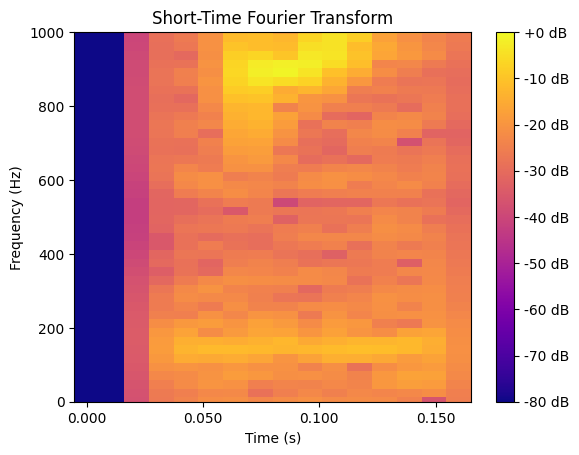 Short-Time Fourier Transform
Frequency (Hz)
1000
800
600
400
200
0
0.000
0.050
0.100
0.150
Time (s)
+0 dB
-10 dB
-20 dB
-30 dB
-40 dB
-50 dB
-60 dB
-70 dB
-80 dB